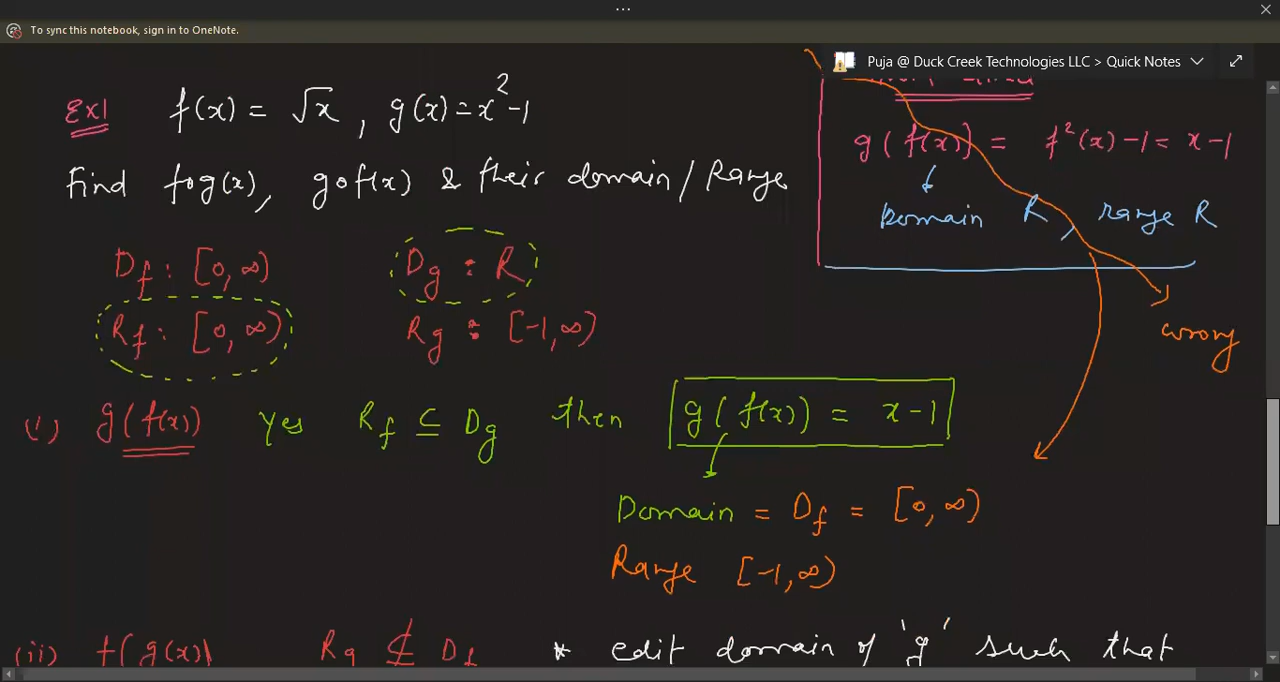 ...
To sync this notebook, sign in to OneNote.
Puja @ Duck Creek Technologies LLC > Quick Notes
Ex1 f(x) = √x , g(x) = x²-1
Find fog(x), gof(x) & their domain / Range
g(f(x)) = f²(x) - 1 = x - 1
Domain R, range R
wrong
Df : [0, ∞) Dg : R
Rf : [0, ∞) Rg : [-1, ∞)
(i) g(f(x)) Yes Rf ⊆ Dg then g(f(x)) = x - 1
Domain = Df = [0, ∞)
Range [-1, ∞)
(ii) f(g(x)) Rg ⊄ Df * edit domain of 'g' such that